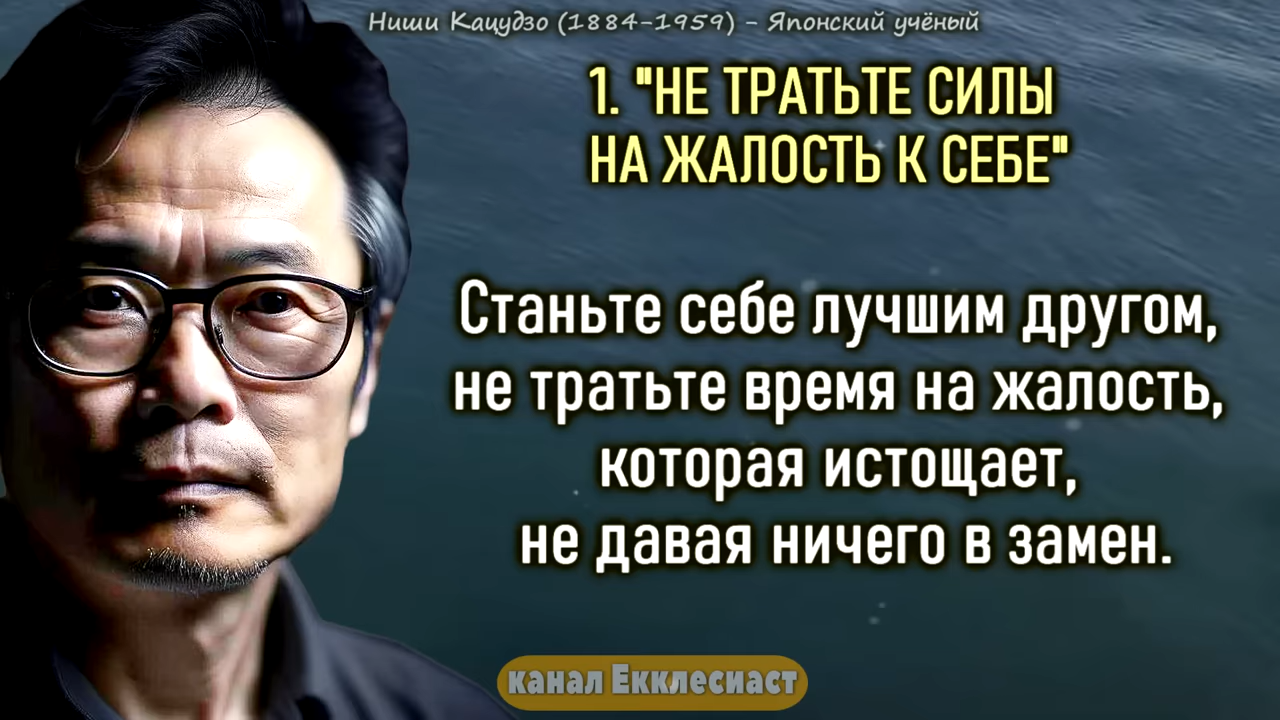 Ниши Кацудзо (1884-1959) - Японский учёный
1. "НЕ ТРАТЬТЕ СИЛЫ
НА ЖАЛОСТЬ К СЕБЕ"
Станьте себе лучшим другом,
не тратьте время на жалость,
которая истощает,
не давая ничего в замен.
канал Екклесиаст